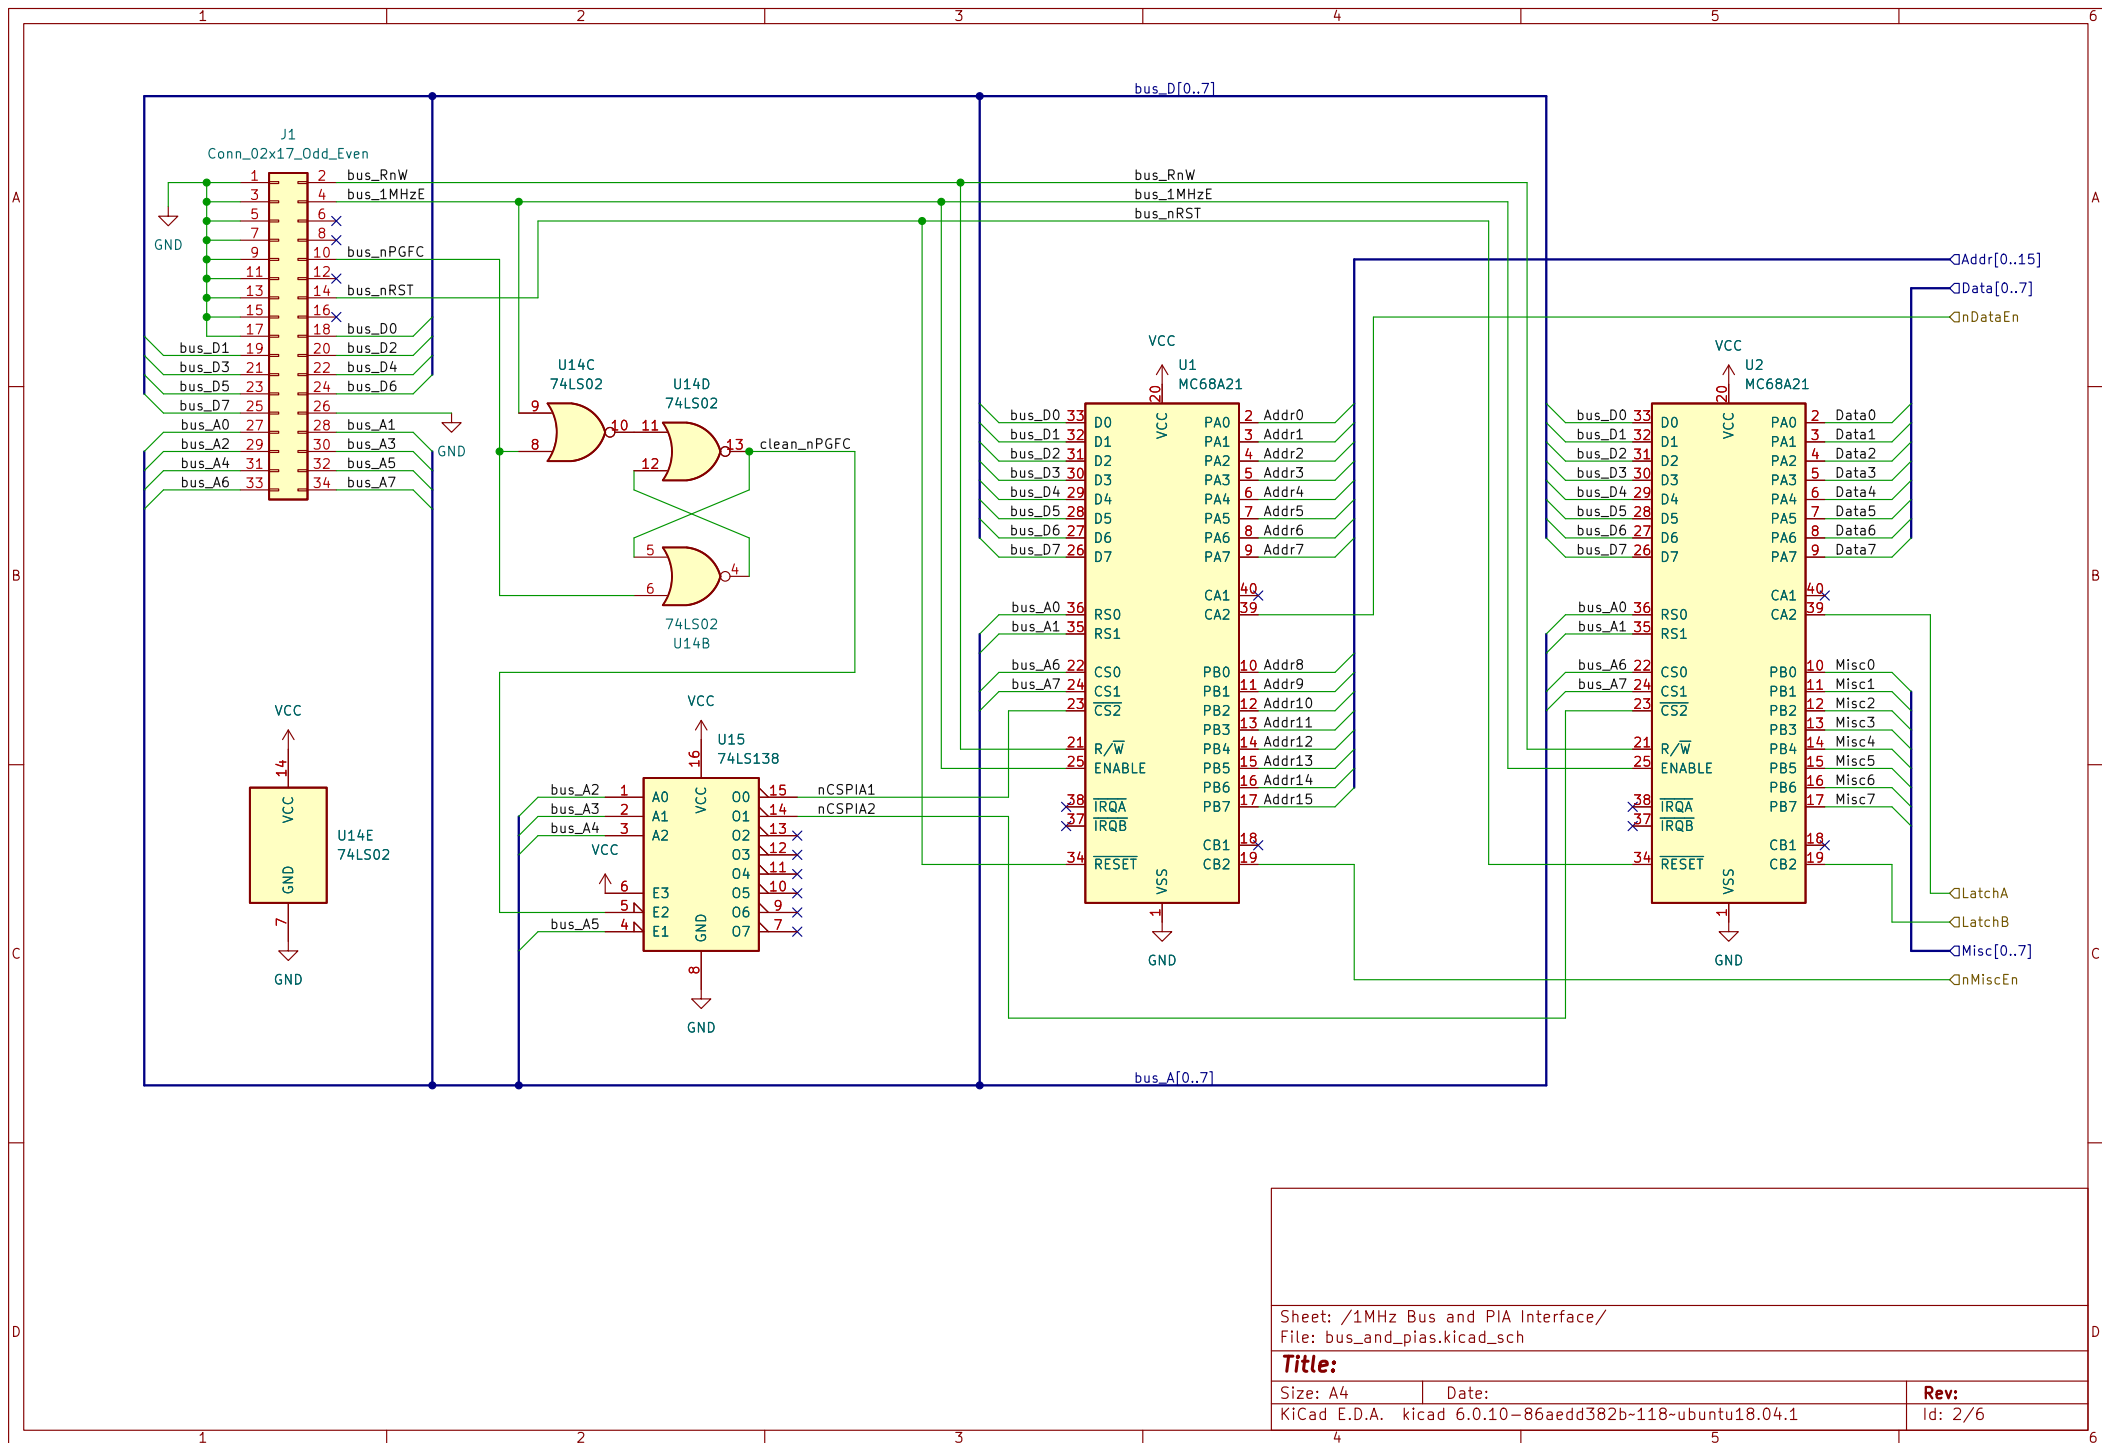 1 2 3 4 5 6
bus_D[0..7]
J1
Conn_02x17_Odd_Even
A A
1 2 bus_RnW bus_RnW
3 4 bus_1MHzE bus_1MHzE
5 6 bus_nRST
7 8
GND
9 10 bus_nPGFC
11 12
13 14 bus_nRST
15 16
17 18 bus_D0
bus_D1 19 20 bus_D2
bus_D3 21 22 bus_D4
bus_D5 23 24 bus_D6
bus_D7 25 26
GND
bus_A0 27 28 bus_A1
bus_A2 29 30 bus_A3
bus_A4 31 32 bus_A5
bus_A6 33 34 bus_A7
Addr[0..15]
Data[0..7]
nDataEn
U14C
74LS02
9
8
10
U14D
74LS02
11
12
13
clean_nPGFC
5
6
4
74LS02
U14B
B B
VCC
U1
MC68A21
20
VCC
bus_D0 33 D0 PA0 2 Addr0
bus_D1 32 D1 PA1 3 Addr1
bus_D2 31 D2 PA2 4 Addr2
bus_D3 30 D3 PA3 5 Addr3
bus_D4 29 D4 PA4 6 Addr4
bus_D5 28 D5 PA5 7 Addr5
bus_D6 27 D6 PA6 8 Addr6
bus_D7 26 D7 PA7 9 Addr7
CA1 40
bus_A0 36 RS0 CA2 39
bus_A1 35 RS1
bus_A6 22 CS0 PB0 10 Addr8
bus_A7 24 CS1 PB1 11 Addr9
23 CS2 PB2 12 Addr10
PB3 13 Addr11
21 R/W PB4 14 Addr12
25 ENABLE PB5 15 Addr13
PB6 16 Addr14
38 IRQA PB7 17 Addr15
37 IRQB
CB1 18
34 RESET CB2 19
VSS
1
GND
VCC
U2
MC68A21
20
VCC
bus_D0 33 D0 PA0 2 Data0
bus_D1 32 D1 PA1 3 Data1
bus_D2 31 D2 PA2 4 Data2
bus_D3 30 D3 PA3 5 Data3
bus_D4 29 D4 PA4 6 Data4
bus_D5 28 D5 PA5 7 Data5
bus_D6 27 D6 PA6 8 Data6
bus_D7 26 D7 PA7 9 Data7
CA1 40
bus_A0 36 RS0 CA2 39
bus_A1 35 RS1
bus_A6 22 CS0 PB0 10 Misc0
bus_A7 24 CS1 PB1 11 Misc1
23 CS2 PB2 12 Misc2
PB3 13 Misc3
21 R/W PB4 14 Misc4
25 ENABLE PB5 15 Misc5
PB6 16 Misc6
38 IRQA PB7 17 Misc7
37 IRQB
CB1 18
34 RESET CB2 19
VSS
1
GND
LatchA
LatchB
Misc[0..7]
nMiscEn
VCC
14
VCC
U14E
74LS02
GND
7
GND
VCC
U15
74LS138
16
VCC
bus_A2 1 A0 O0 15 nCSPIA1
bus_A3 2 A1 O1 14 nCSPIA2
bus_A4 3 A2 O2 13
VCC O3 12
O4 11
6 E3 O5 10
5 E2 O6 9
bus_A5 4 E1 O7 7
GND
8
GND
C C
bus_A[0..7]
D D
Sheet: /1MHz Bus and PIA Interface/
File: bus_and_pias.kicad_sch
Title:
Size: A4 Date: Rev:
KiCad E.D.A. kicad 6.0.10-86aedd382b~118~ubuntu18.04.1 Id: 2/6
1 2 3 4 5 6